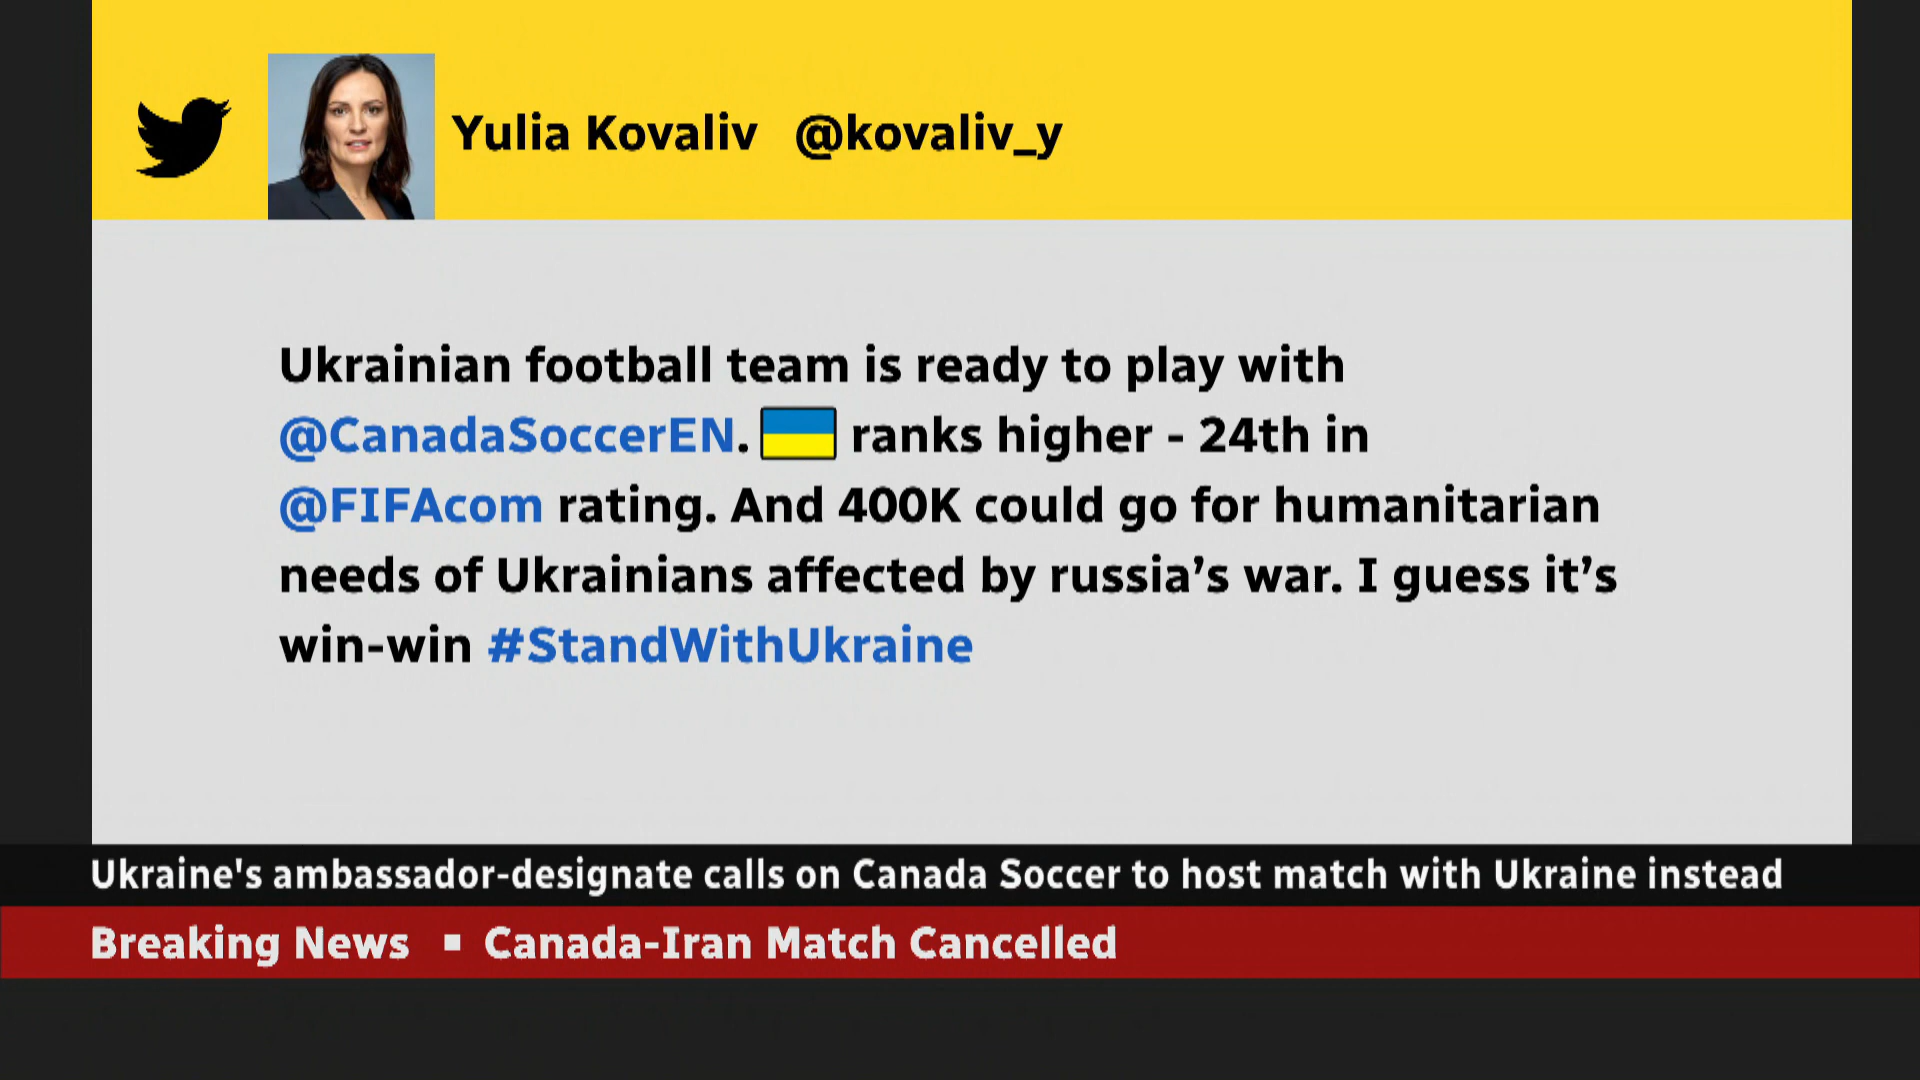 Yulia Kovaliv @kovaliv_y
Ukrainian football team is ready to play with
@CanadaSoccerEN. 🇺🇦 ranks higher - 24th in
@FIFAcom rating. And 400K could go for humanitarian
needs of Ukrainians affected by russia’s war. I guess it’s
win-win #StandWithUkraine
Ukraine's ambassador-designate calls on Canada Soccer to host match with Ukraine instead
Breaking News ▪ Canada-Iran Match Cancelled